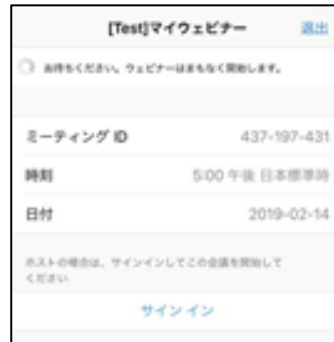 [Test]マイウェビナー 退出
お待ちください。ウェビナーはまもなく開始します。
ミーティング ID 437-197-431
時刻 5:00 午後 日本標準時
日付 2019-02-14
ホストの場合は、サインインしてこの会議を開始して
ください
サイン イン